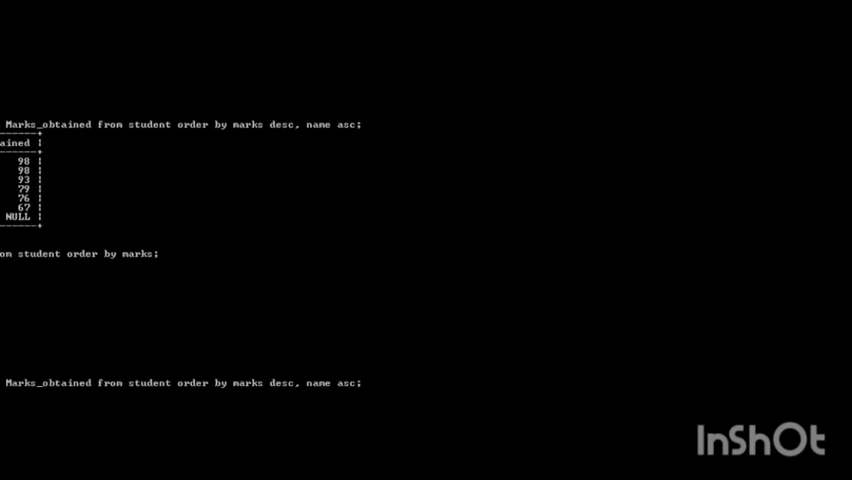 Marks_obtained from student order by marks desc, name asc;
------+
ained |
------+
98 |
98 |
93 |
79 |
76 |
67 |
NULL |
------+
om student order by marks;
Marks_obtained from student order by marks desc, name asc;
InShOt